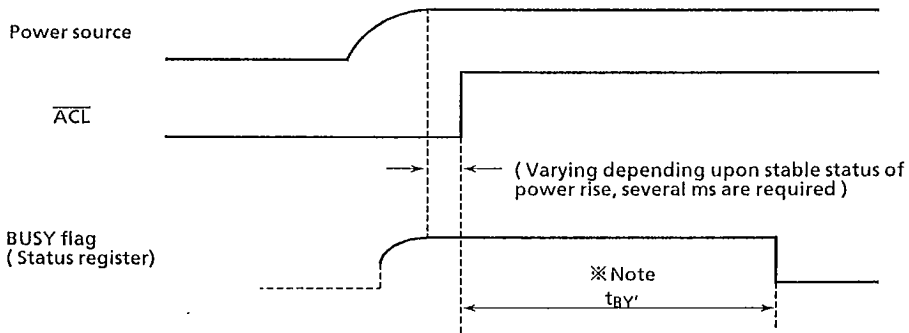 Power source
ACL
( Varying depending upon stable status of
power rise, several ms are required )
BUSY flag
( Status register)
※Note
tBY'